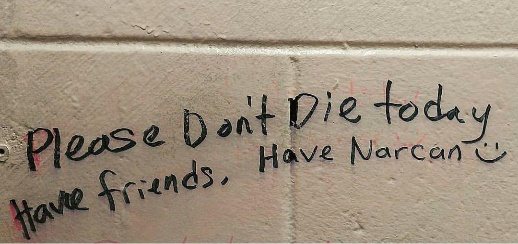 Please Don't Die today
Have friends. Have Narcan :)